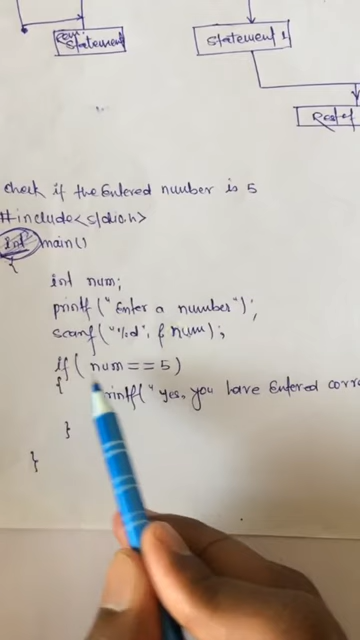 Statement
Statement 1
Rest of
check if the Entered number is 5
#include<stdio.h>
int main()
{
int num;
printf("Enter a number");
scanf("%d", &num);
if(num==5)
{
printf("yes, you have Entered corre
}
}